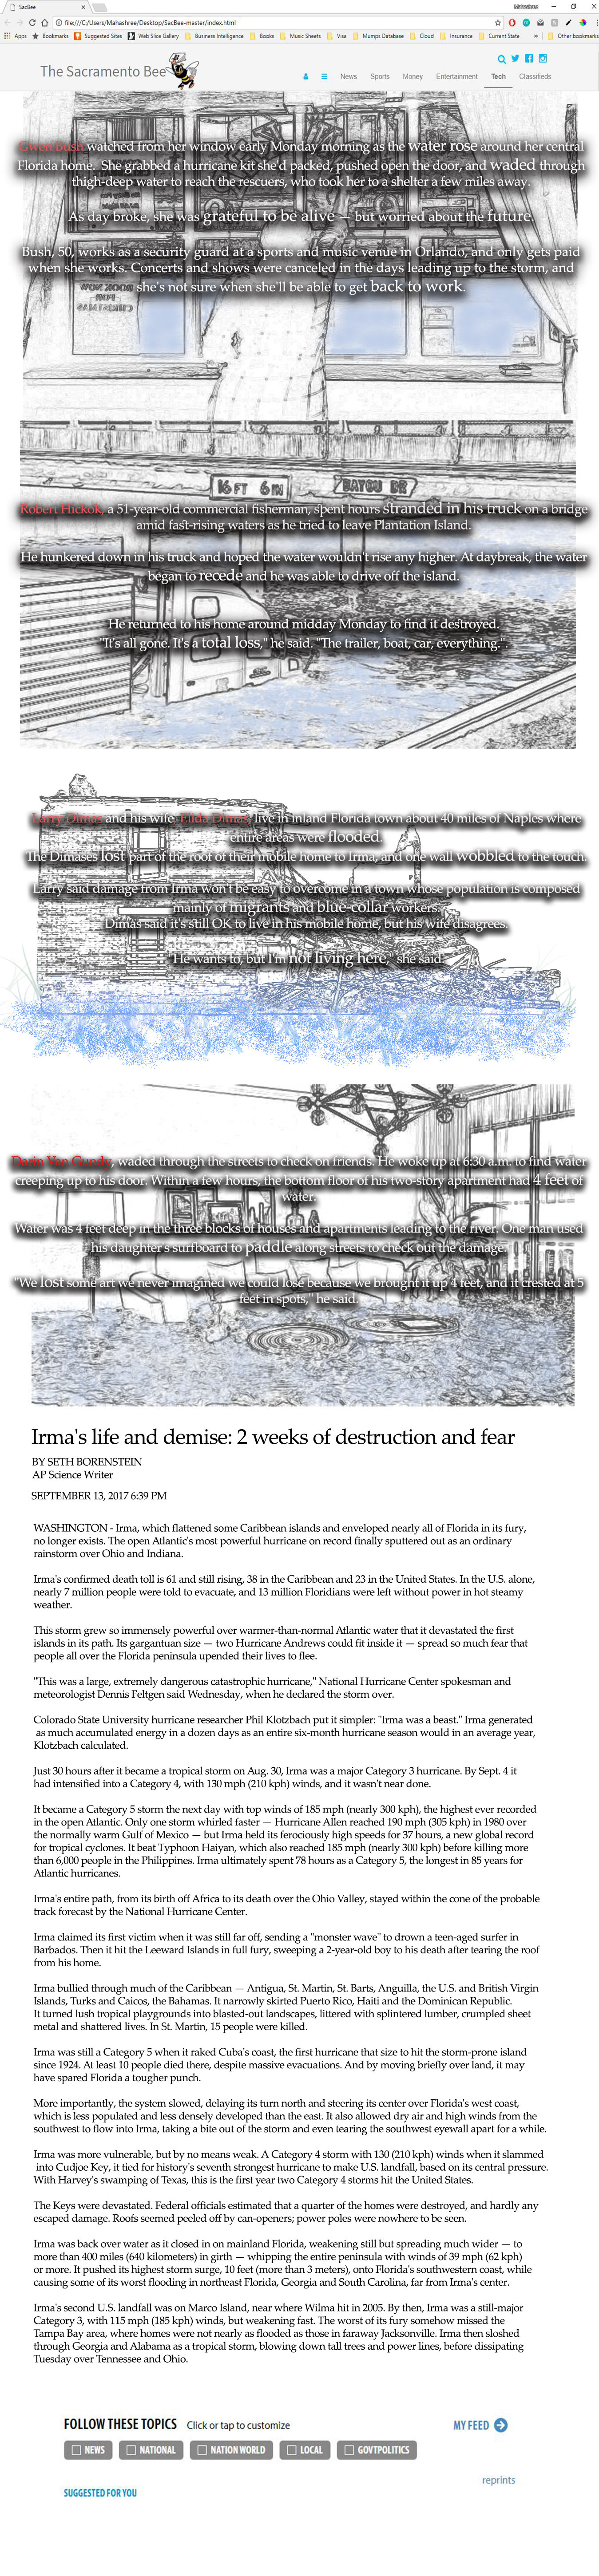 SacBee
file:///C:/Users/Mahashree/Desktop/SacBee-master/index.html
Apps Bookmarks Suggested Sites Web Slice Gallery Business Intelligence Books Music Sheets Visa Mumps Database Cloud Insurance Current State » Other bookmarks
The Sacramento Bee
News Sports Money Entertainment Tech Classifieds
Gwen Bush watched from her window early Monday morning as the water rose around her central
Florida home. She grabbed a hurricane kit she'd packed, pushed open the door, and waded through
thigh-deep water to reach the rescuers, who took her to a shelter a few miles away.
As day broke, she was grateful to be alive — but worried about the future.
Bush, 50, works as a security guard at a sports and music venue in Orlando, and only gets paid
when she works. Concerts and shows were canceled in the days leading up to the storm, and
she's not sure when she'll be able to get back to work.
16 FT 6 IN BAYOU DR
Robert Hickok, a 51-year-old commercial fisherman, spent hours stranded in his truck on a bridge
amid fast-rising waters as he tried to leave Plantation Island.
He hunkered down in his truck and hoped the water wouldn't rise any higher. At daybreak, the water
began to recede and he was able to drive off the island.
He returned to his home around midday Monday to find it destroyed.
"It's all gone. It's a total loss," he said. "The trailer, boat, car, everything.".
Larry Dimas and his wife, Elida Dimas, live in inland Florida town about 40 miles of Naples where
entire areas were flooded.
The Dimases lost part of the roof of their mobile home to Irma, and one wall wobbled to the touch.
Larry said damage from Irma won't be easy to overcome in a town whose population is composed
mainly of migrants and blue-collar workers.
Dimas said it's still OK to live in his mobile home, but his wife disagrees.
"He wants to, but I'm not living here," she said.
Darin Van Gundy, waded through the streets to check on friends. He woke up at 6:30 a.m. to find water
creeping up to his door. Within a few hours, the bottom floor of his two-story apartment had 4 feet of
water.
Water was 4 feet deep in the three blocks of houses and apartments leading to the river. One man used
his daughter's surfboard to paddle along streets to check out the damage.
"We lost some art we never imagined we could lose because we brought it up 4 feet, and it crested at 5
feet in spots," he said.
Irma's life and demise: 2 weeks of destruction and fear
BY SETH BORENSTEIN
AP Science Writer
SEPTEMBER 13, 2017 6:39 PM
WASHINGTON - Irma, which flattened some Caribbean islands and enveloped nearly all of Florida in its fury,
no longer exists. The open Atlantic's most powerful hurricane on record finally sputtered out as an ordinary
rainstorm over Ohio and Indiana.
Irma's confirmed death toll is 61 and still rising, 38 in the Caribbean and 23 in the United States. In the U.S. alone,
nearly 7 million people were told to evacuate, and 13 million Floridians were left without power in hot steamy
weather.
This storm grew so immensely powerful over warmer-than-normal Atlantic water that it devastated the first
islands in its path. Its gargantuan size — two Hurricane Andrews could fit inside it — spread so much fear that
people all over the Florida peninsula upended their lives to flee.
"This was a large, extremely dangerous catastrophic hurricane," National Hurricane Center spokesman and
meteorologist Dennis Feltgen said Wednesday, when he declared the storm over.
Colorado State University hurricane researcher Phil Klotzbach put it simpler: "Irma was a beast." Irma generated
as much accumulated energy in a dozen days as an entire six-month hurricane season would in an average year,
Klotzbach calculated.
Just 30 hours after it became a tropical storm on Aug. 30, Irma was a major Category 3 hurricane. By Sept. 4 it
had intensified into a Category 4, with 130 mph (210 kph) winds, and it wasn't near done.
It became a Category 5 storm the next day with top winds of 185 mph (nearly 300 kph), the highest ever recorded
in the open Atlantic. Only one storm whirled faster — Hurricane Allen reached 190 mph (305 kph) in 1980 over
the normally warm Gulf of Mexico — but Irma held its ferociously high speeds for 37 hours, a new global record
for tropical cyclones. It beat Typhoon Haiyan, which also reached 185 mph (nearly 300 kph) before killing more
than 6,000 people in the Philippines. Irma ultimately spent 78 hours as a Category 5, the longest in 85 years for
Atlantic hurricanes.
Irma's entire path, from its birth off Africa to its death over the Ohio Valley, stayed within the cone of the probable
track forecast by the National Hurricane Center.
Irma claimed its first victim when it was still far off, sending a "monster wave" to drown a teen-aged surfer in
Barbados. Then it hit the Leeward Islands in full fury, sweeping a 2-year-old boy to his death after tearing the roof
from his home.
Irma bullied through much of the Caribbean — Antigua, St. Martin, St. Barts, Anguilla, the U.S. and British Virgin
Islands, Turks and Caicos, the Bahamas. It narrowly skirted Puerto Rico, Haiti and the Dominican Republic.
It turned lush tropical playgrounds into blasted-out landscapes, littered with splintered lumber, crumpled sheet
metal and shattered lives. In St. Martin, 15 people were killed.
Irma was still a Category 5 when it raked Cuba's coast, the first hurricane that size to hit the storm-prone island
since 1924. At least 10 people died there, despite massive evacuations. And by moving briefly over land, it may
have spared Florida a tougher punch.
More importantly, the system slowed, delaying its turn north and steering its center over Florida's west coast,
which is less populated and less densely developed than the east. It also allowed dry air and high winds from the
southwest to flow into Irma, taking a bite out of the storm and even tearing the southwest eyewall apart for a while.
Irma was more vulnerable, but by no means weak. A Category 4 storm with 130 (210 kph) winds when it slammed
into Cudjoe Key, it tied for history's seventh strongest hurricane to make U.S. landfall, based on its central pressure.
With Harvey's swamping of Texas, this is the first year two Category 4 storms hit the United States.
The Keys were devastated. Federal officials estimated that a quarter of the homes were destroyed, and hardly any
escaped damage. Roofs seemed peeled off by can-openers; power poles were nowhere to be seen.
Irma was back over water as it closed in on mainland Florida, weakening still but spreading much wider — to
more than 400 miles (640 kilometers) in girth — whipping the entire peninsula with winds of 39 mph (62 kph)
or more. It pushed its highest storm surge, 10 feet (more than 3 meters), onto Florida's southwestern coast, while
causing some of its worst flooding in northeast Florida, Georgia and South Carolina, far from Irma's center.
Irma's second U.S. landfall was on Marco Island, near where Wilma hit in 2005. By then, Irma was a still-major
Category 3, with 115 mph (185 kph) winds, but weakening fast. The worst of its fury somehow missed the
Tampa Bay area, where homes were not nearly as flooded as those in faraway Jacksonville. Irma then sloshed
through Georgia and Alabama as a tropical storm, blowing down tall trees and power lines, before dissipating
Tuesday over Tennessee and Ohio.
FOLLOW THESE TOPICS Click or tap to customize MY FEED
NEWS NATIONAL NATION WORLD LOCAL GOVTPOLITICS
reprints
SUGGESTED FOR YOU